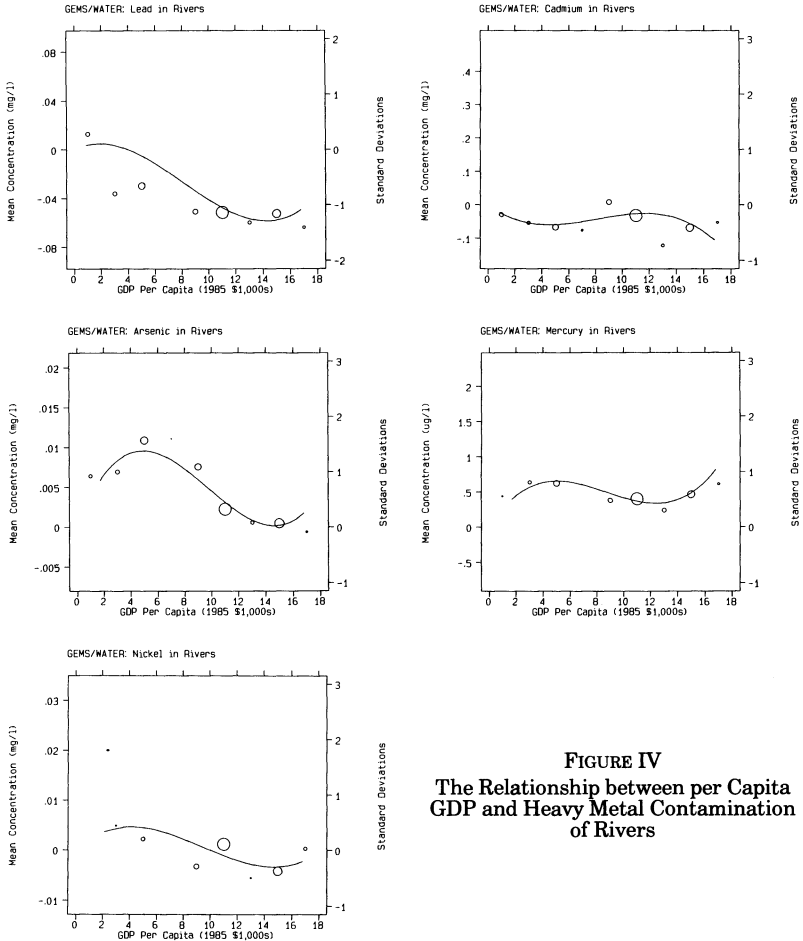 GEMS/WATER: Lead in Rivers
Mean Concentration (mg/l)
.08
.04
0
-.04
-.08
2
1
0
-1
-2
Standard Deviations
0 2 4 6 8 10 12 14 16 18
GDP Per Capita (1985 $1,000s)
GEMS/WATER: Cadmium in Rivers
Mean Concentration (mg/l)
.4
.3
.2
.1
0
-.1
3
2
1
0
-1
Standard Deviations
0 2 4 6 8 10 12 14 16 18
GDP Per Capita (1985 $1,000s)
GEMS/WATER: Arsenic in Rivers
Mean Concentration (mg/l)
.02
.015
.01
.005
0
-.005
3
2
1
0
-1
Standard Deviations
0 2 4 6 8 10 12 14 16 18
GDP Per Capita (1985 $1,000s)
GEMS/WATER: Mercury in Rivers
Mean Concentration (ug/l)
2
1.5
1
.5
0
-.5
3
2
1
0
-1
Standard Deviations
0 2 4 6 8 10 12 14 16 18
GDP Per Capita (1985 $1,000s)
GEMS/WATER: Nickel in Rivers
Mean Concentration (mg/l)
.03
.02
.01
0
-.01
3
2
1
0
-1
Standard Deviations
0 2 4 6 8 10 12 14 16 18
GDP Per Capita (1985 $1,000s)
FIGURE IV
The Relationship between per Capita
GDP and Heavy Metal Contamination
of Rivers